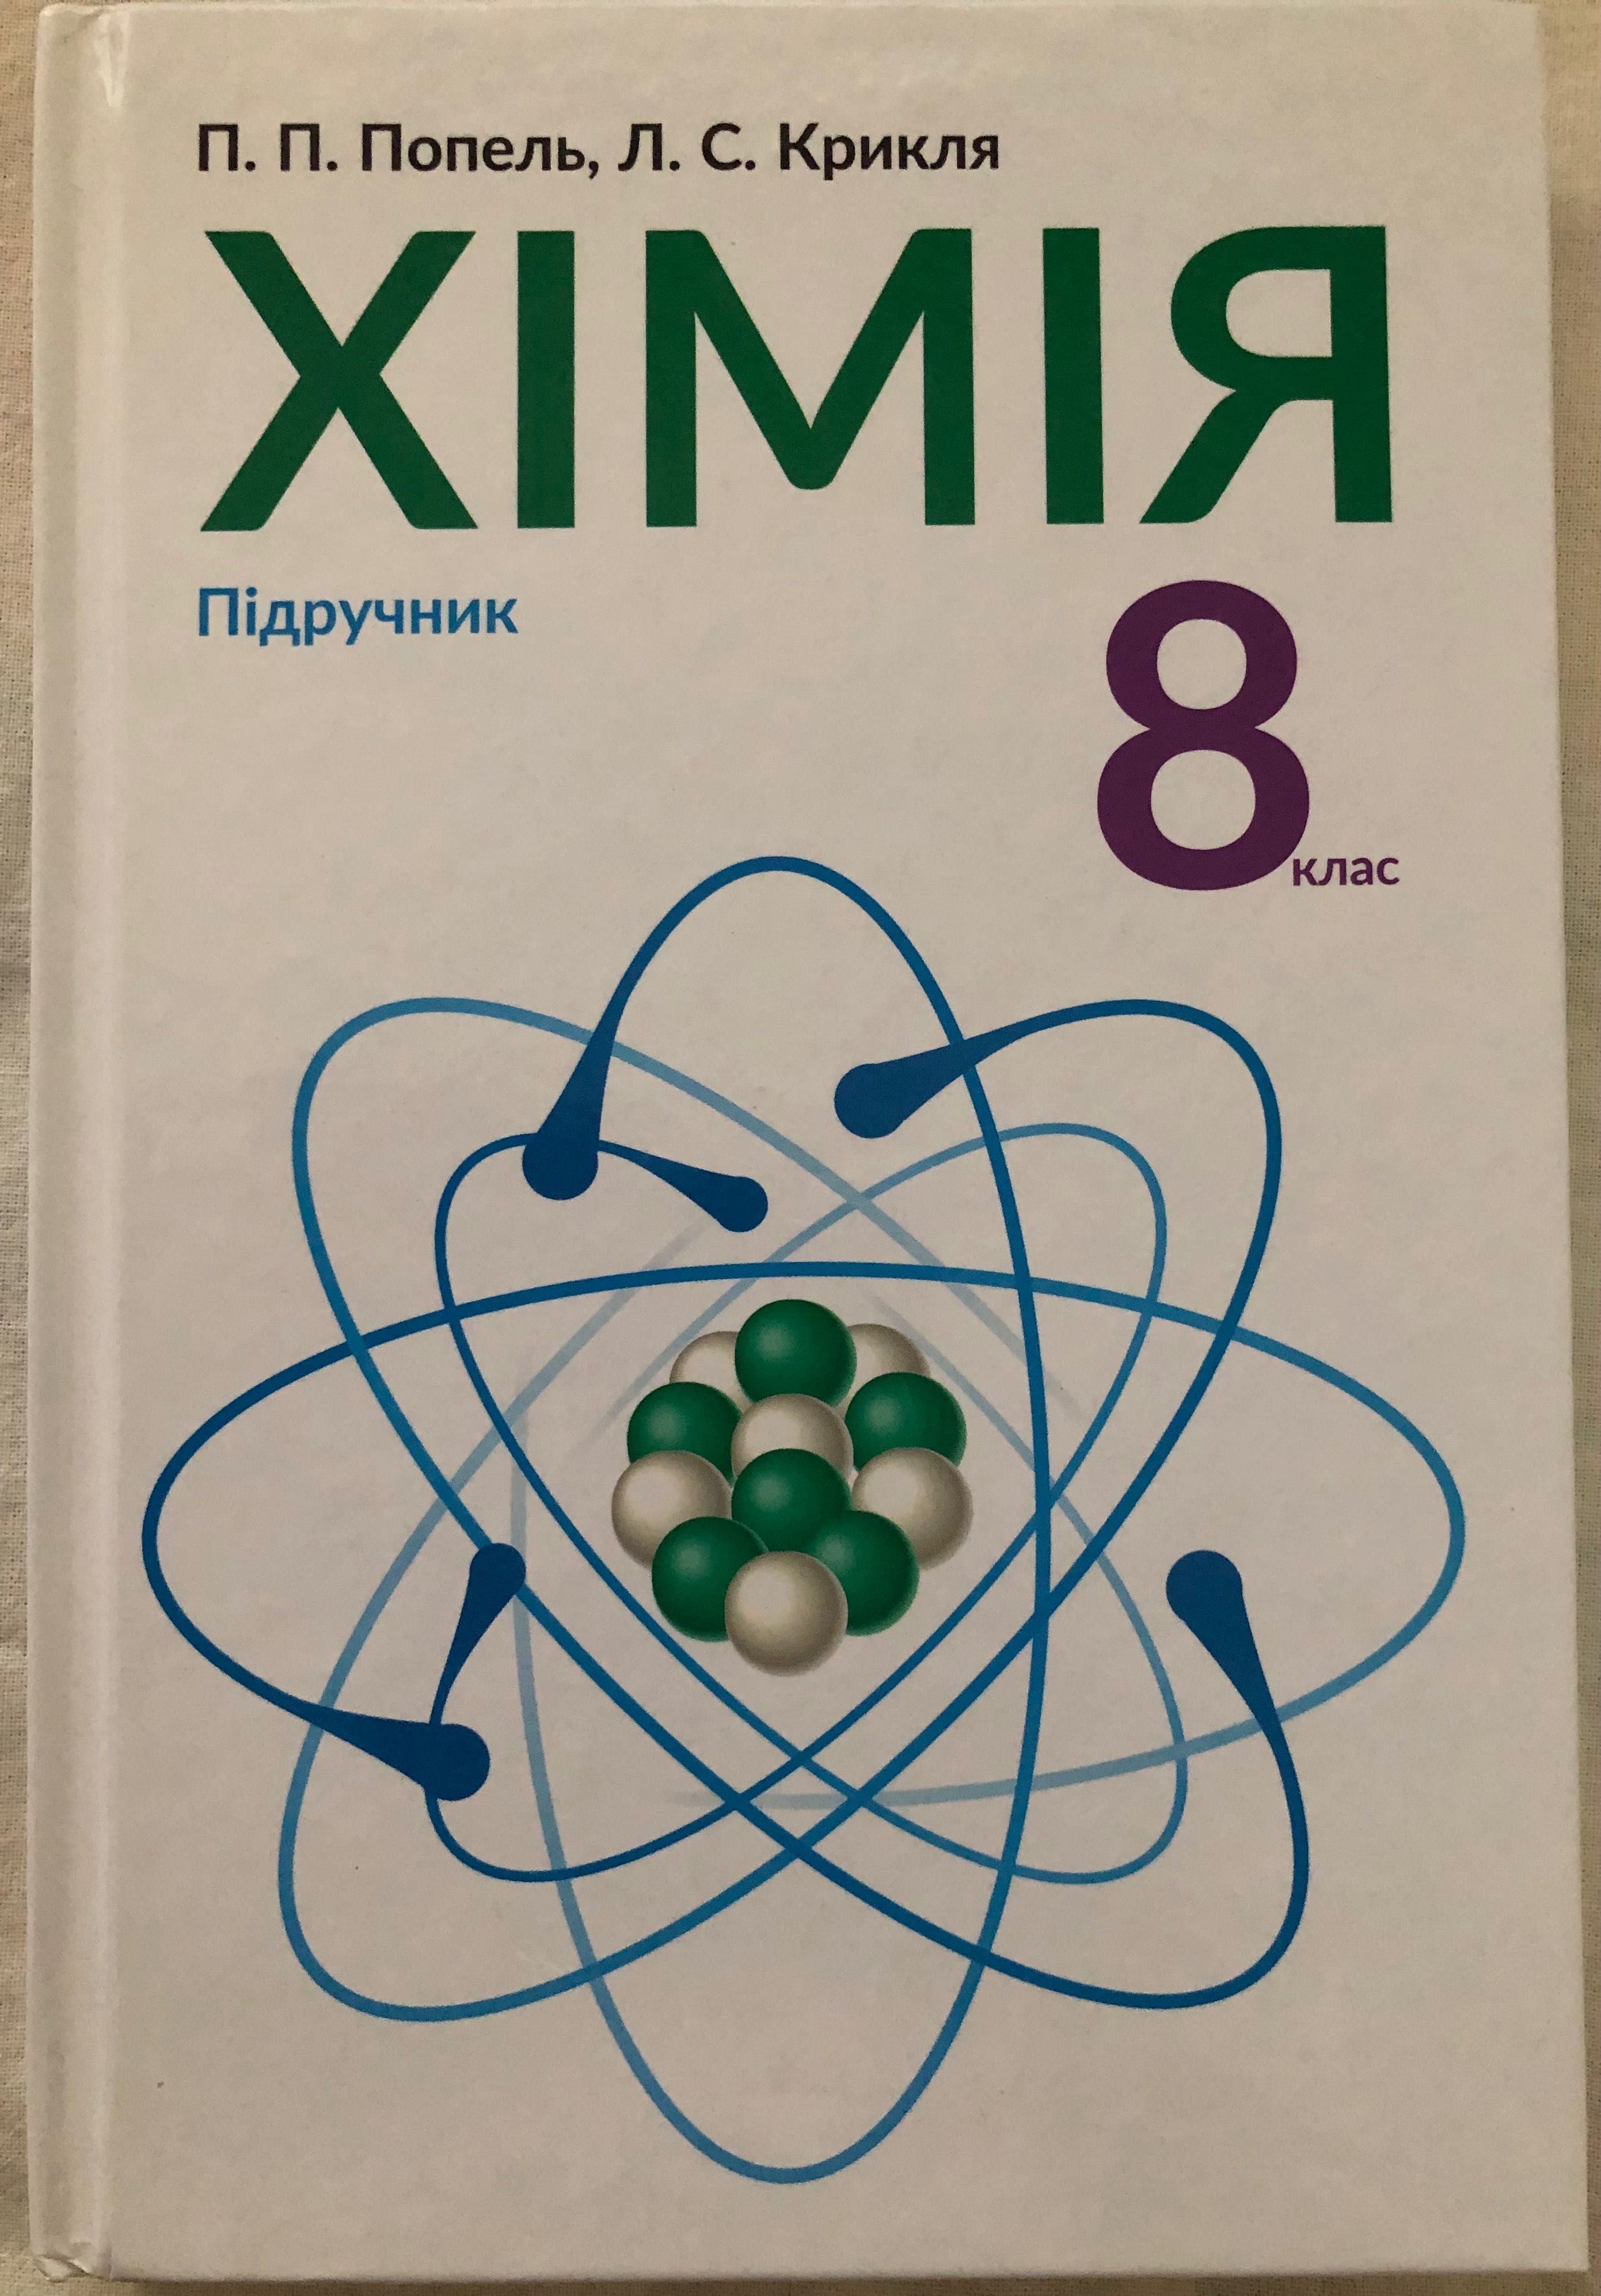 П. П. Попель, Л. С. Крикля
ХІМІЯ
Підручник
8
клас